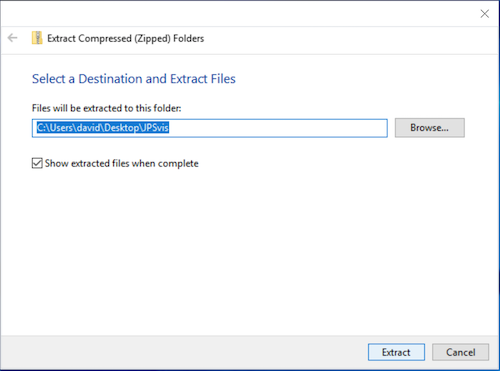 Extract Compressed (Zipped) Folders
Select a Destination and Extract Files
Files will be extracted to this folder:
C:\Users\david\Desktop\JPSvis
Browse...
Show extracted files when complete
Extract
Cancel